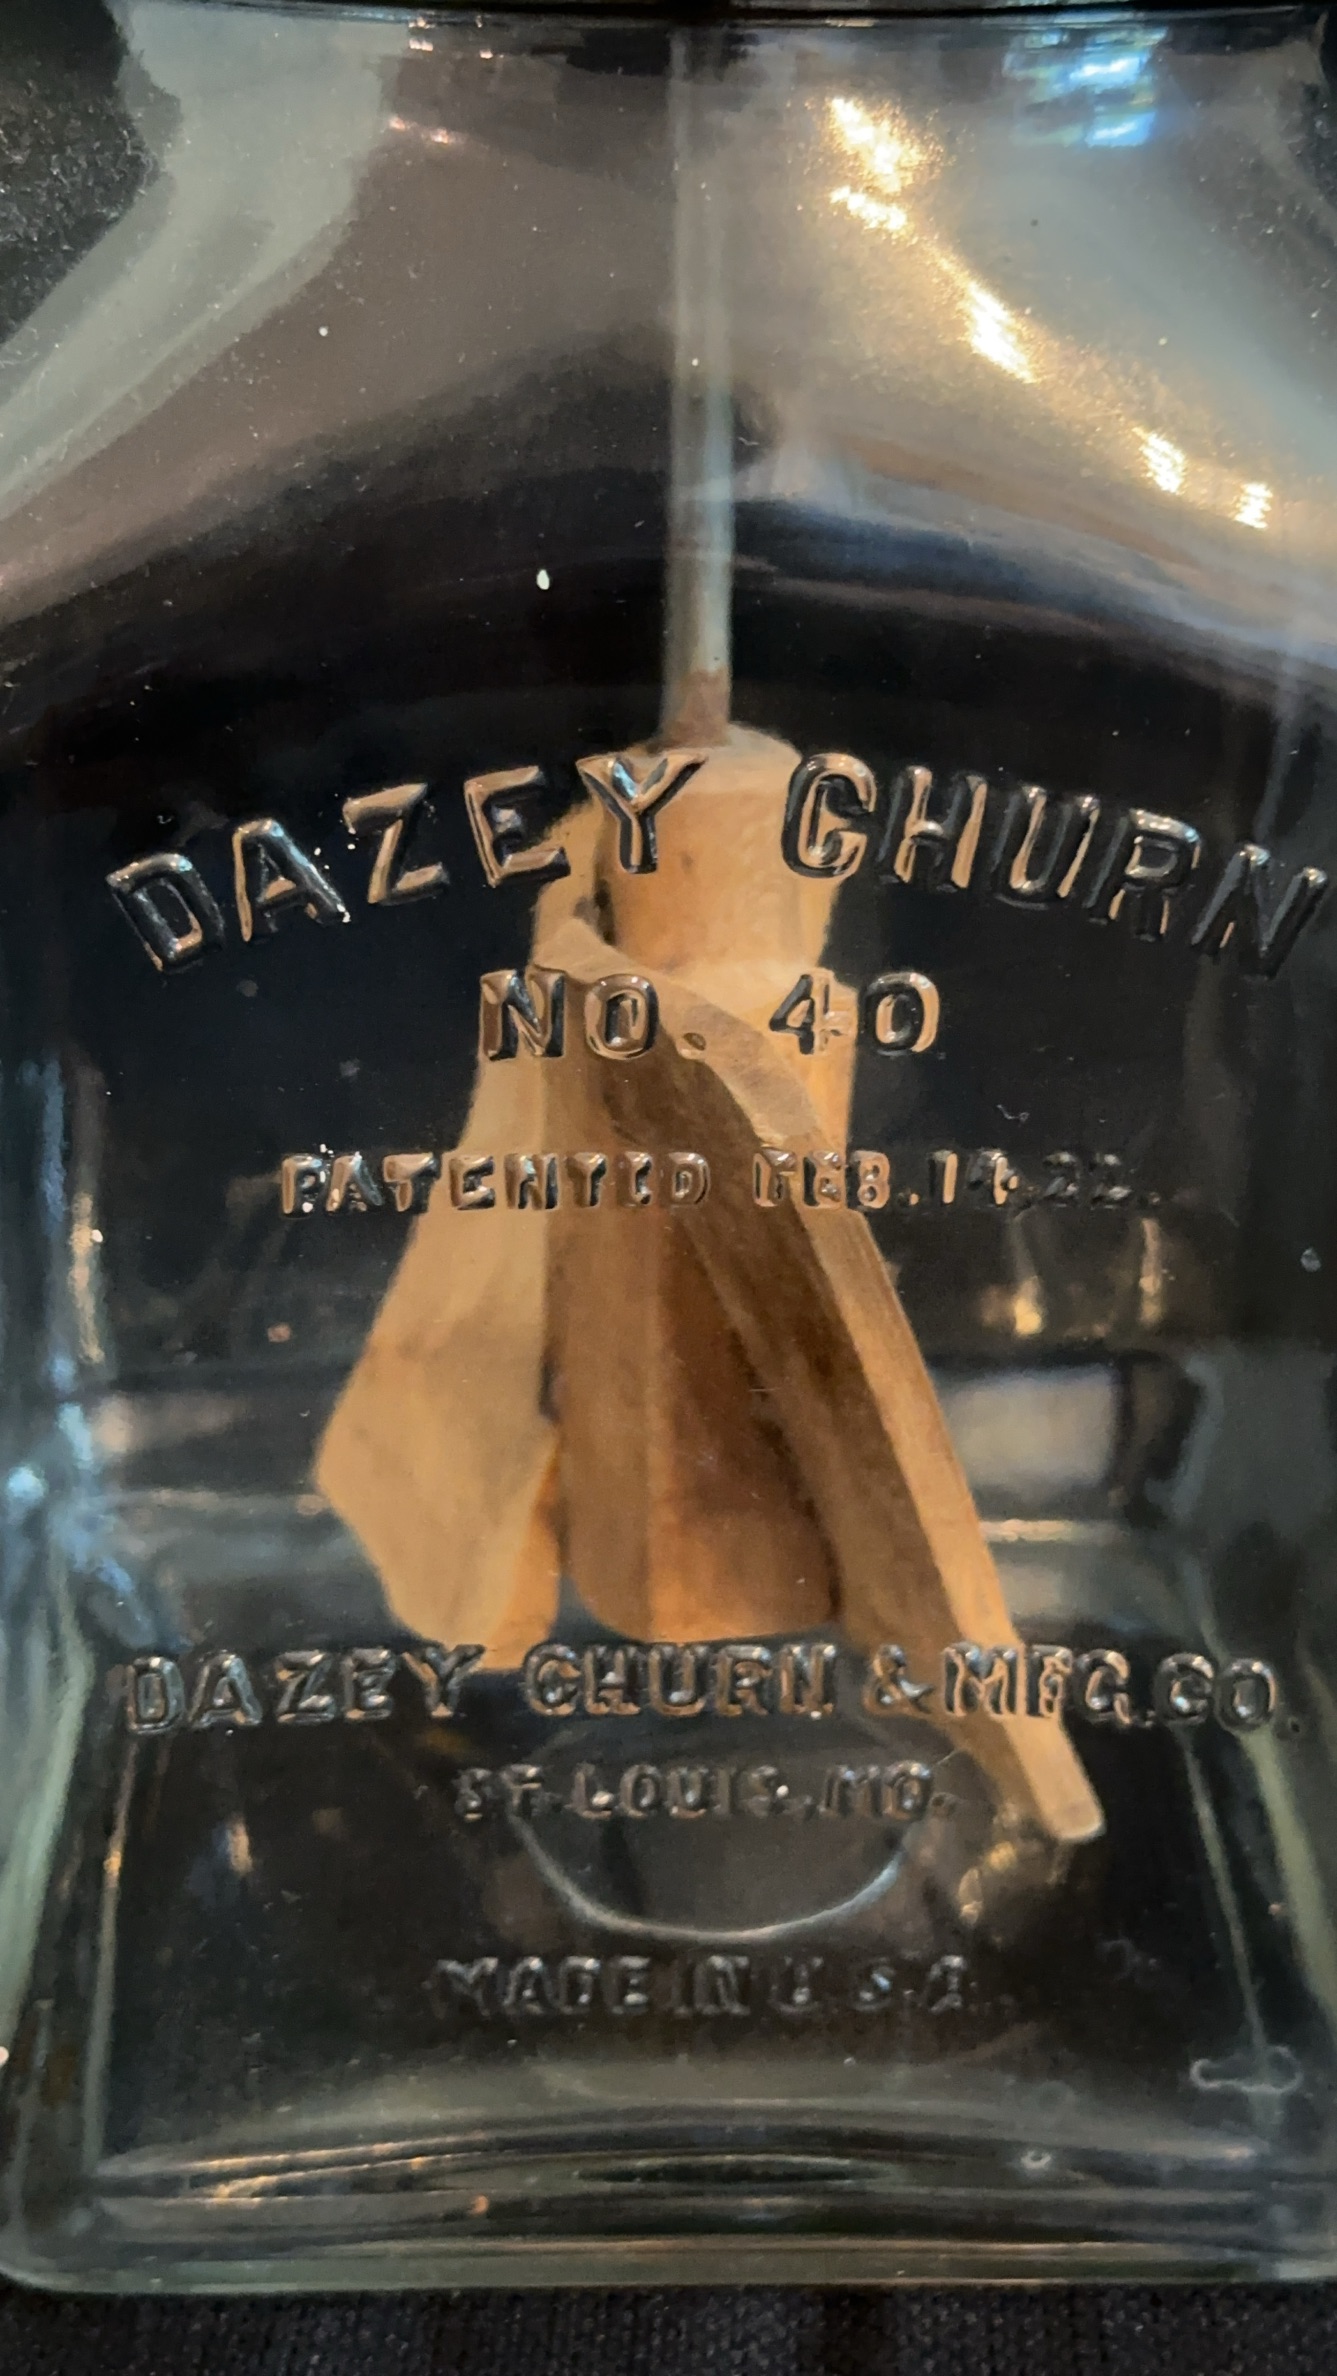 DAZEY CHURN
NO. 40
PATENTED FEB. 14, 22.
DAZEY CHURN & MFG. CO.
ST. LOUIS, MO.
MADE IN U.S.A.